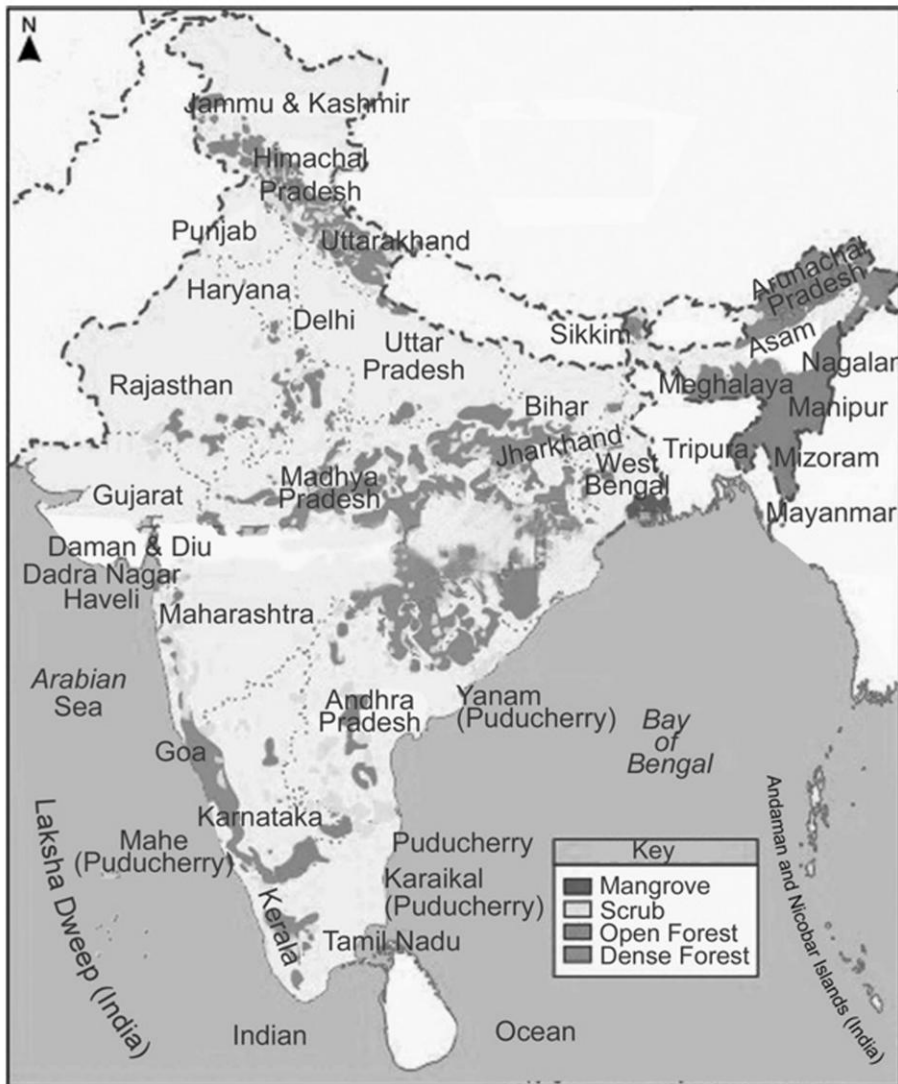 N
Jammu & Kashmir
Himachal
Pradesh
Punjab
Uttarakhand
Haryana
Delhi
Uttar
Pradesh
Sikkim
Arunachal
Pradesh
Asam
Nagalan
Rajasthan
Bihar
Meghalaya
Manipur
Jharkhand
West
Bengal
Tripura
Mizoram
Madhya
Pradesh
Gujarat
Mayanmar
Daman & Diu
Dadra Nagar
Haveli
Maharashtra
Arabian
Sea
Andhra
Pradesh
Yanam
(Puducherry)
Bay
of
Bengal
Goa
Karnataka
Mahe
(Puducherry)
Puducherry
Karaikal
(Puducherry)
Kerala
Tamil Nadu
Laksha Dweep (India)
Andaman and Nicobar Islands (India)
Key
Mangrove
Scrub
Open Forest
Dense Forest
Indian
Ocean